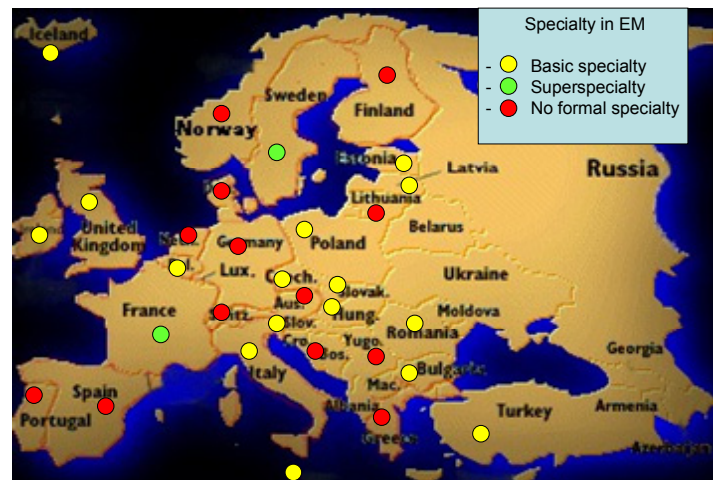 Specialty in EM
- Basic specialty
- Superspecialty
- No formal specialty
Iceland
Sweden
Finland
Norway
Estonia
Latvia
Russia
Lithuania
United
Kingdom
Germany
Poland
Belarus
Lux.
Czech.
Ukraine
Slovak.
Aus.
France
Switz.
Hung.
Moldova
Slov.
Romania
Cro.
Yugo.
Bos.
Georgia
Italy
Bulgaria
Mac.
Spain
Albania
Turkey
Armenia
Portugal
Greece
Azerbaijan